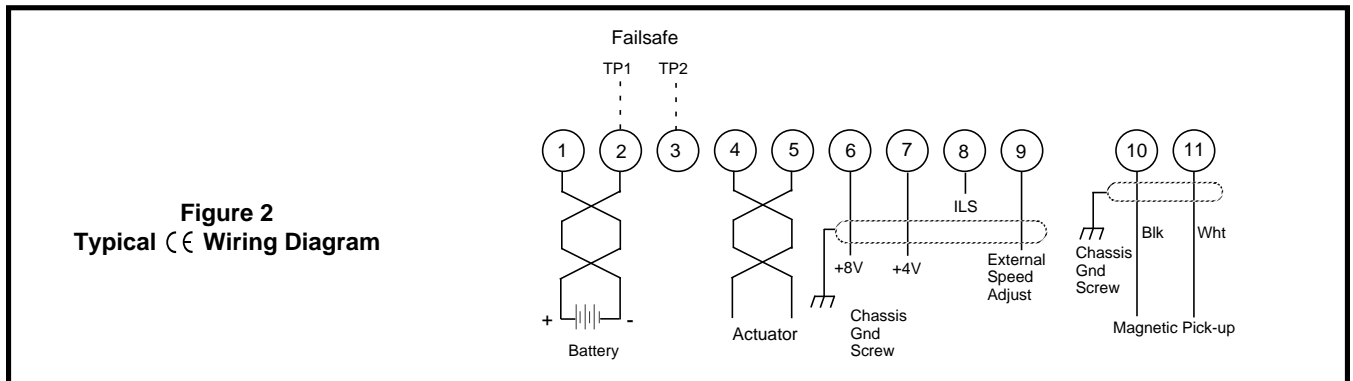 Failsafe
TP1 TP2
1 2 3 4 5 6 7 8 9 10 11
Figure 2
Typical CE Wiring Diagram
ILS
Blk Wht
+8V +4V
External
Speed
Adjust
Chassis
Gnd
Screw
+ -
Battery
Actuator
Chassis
Gnd
Screw
Magnetic Pick-up